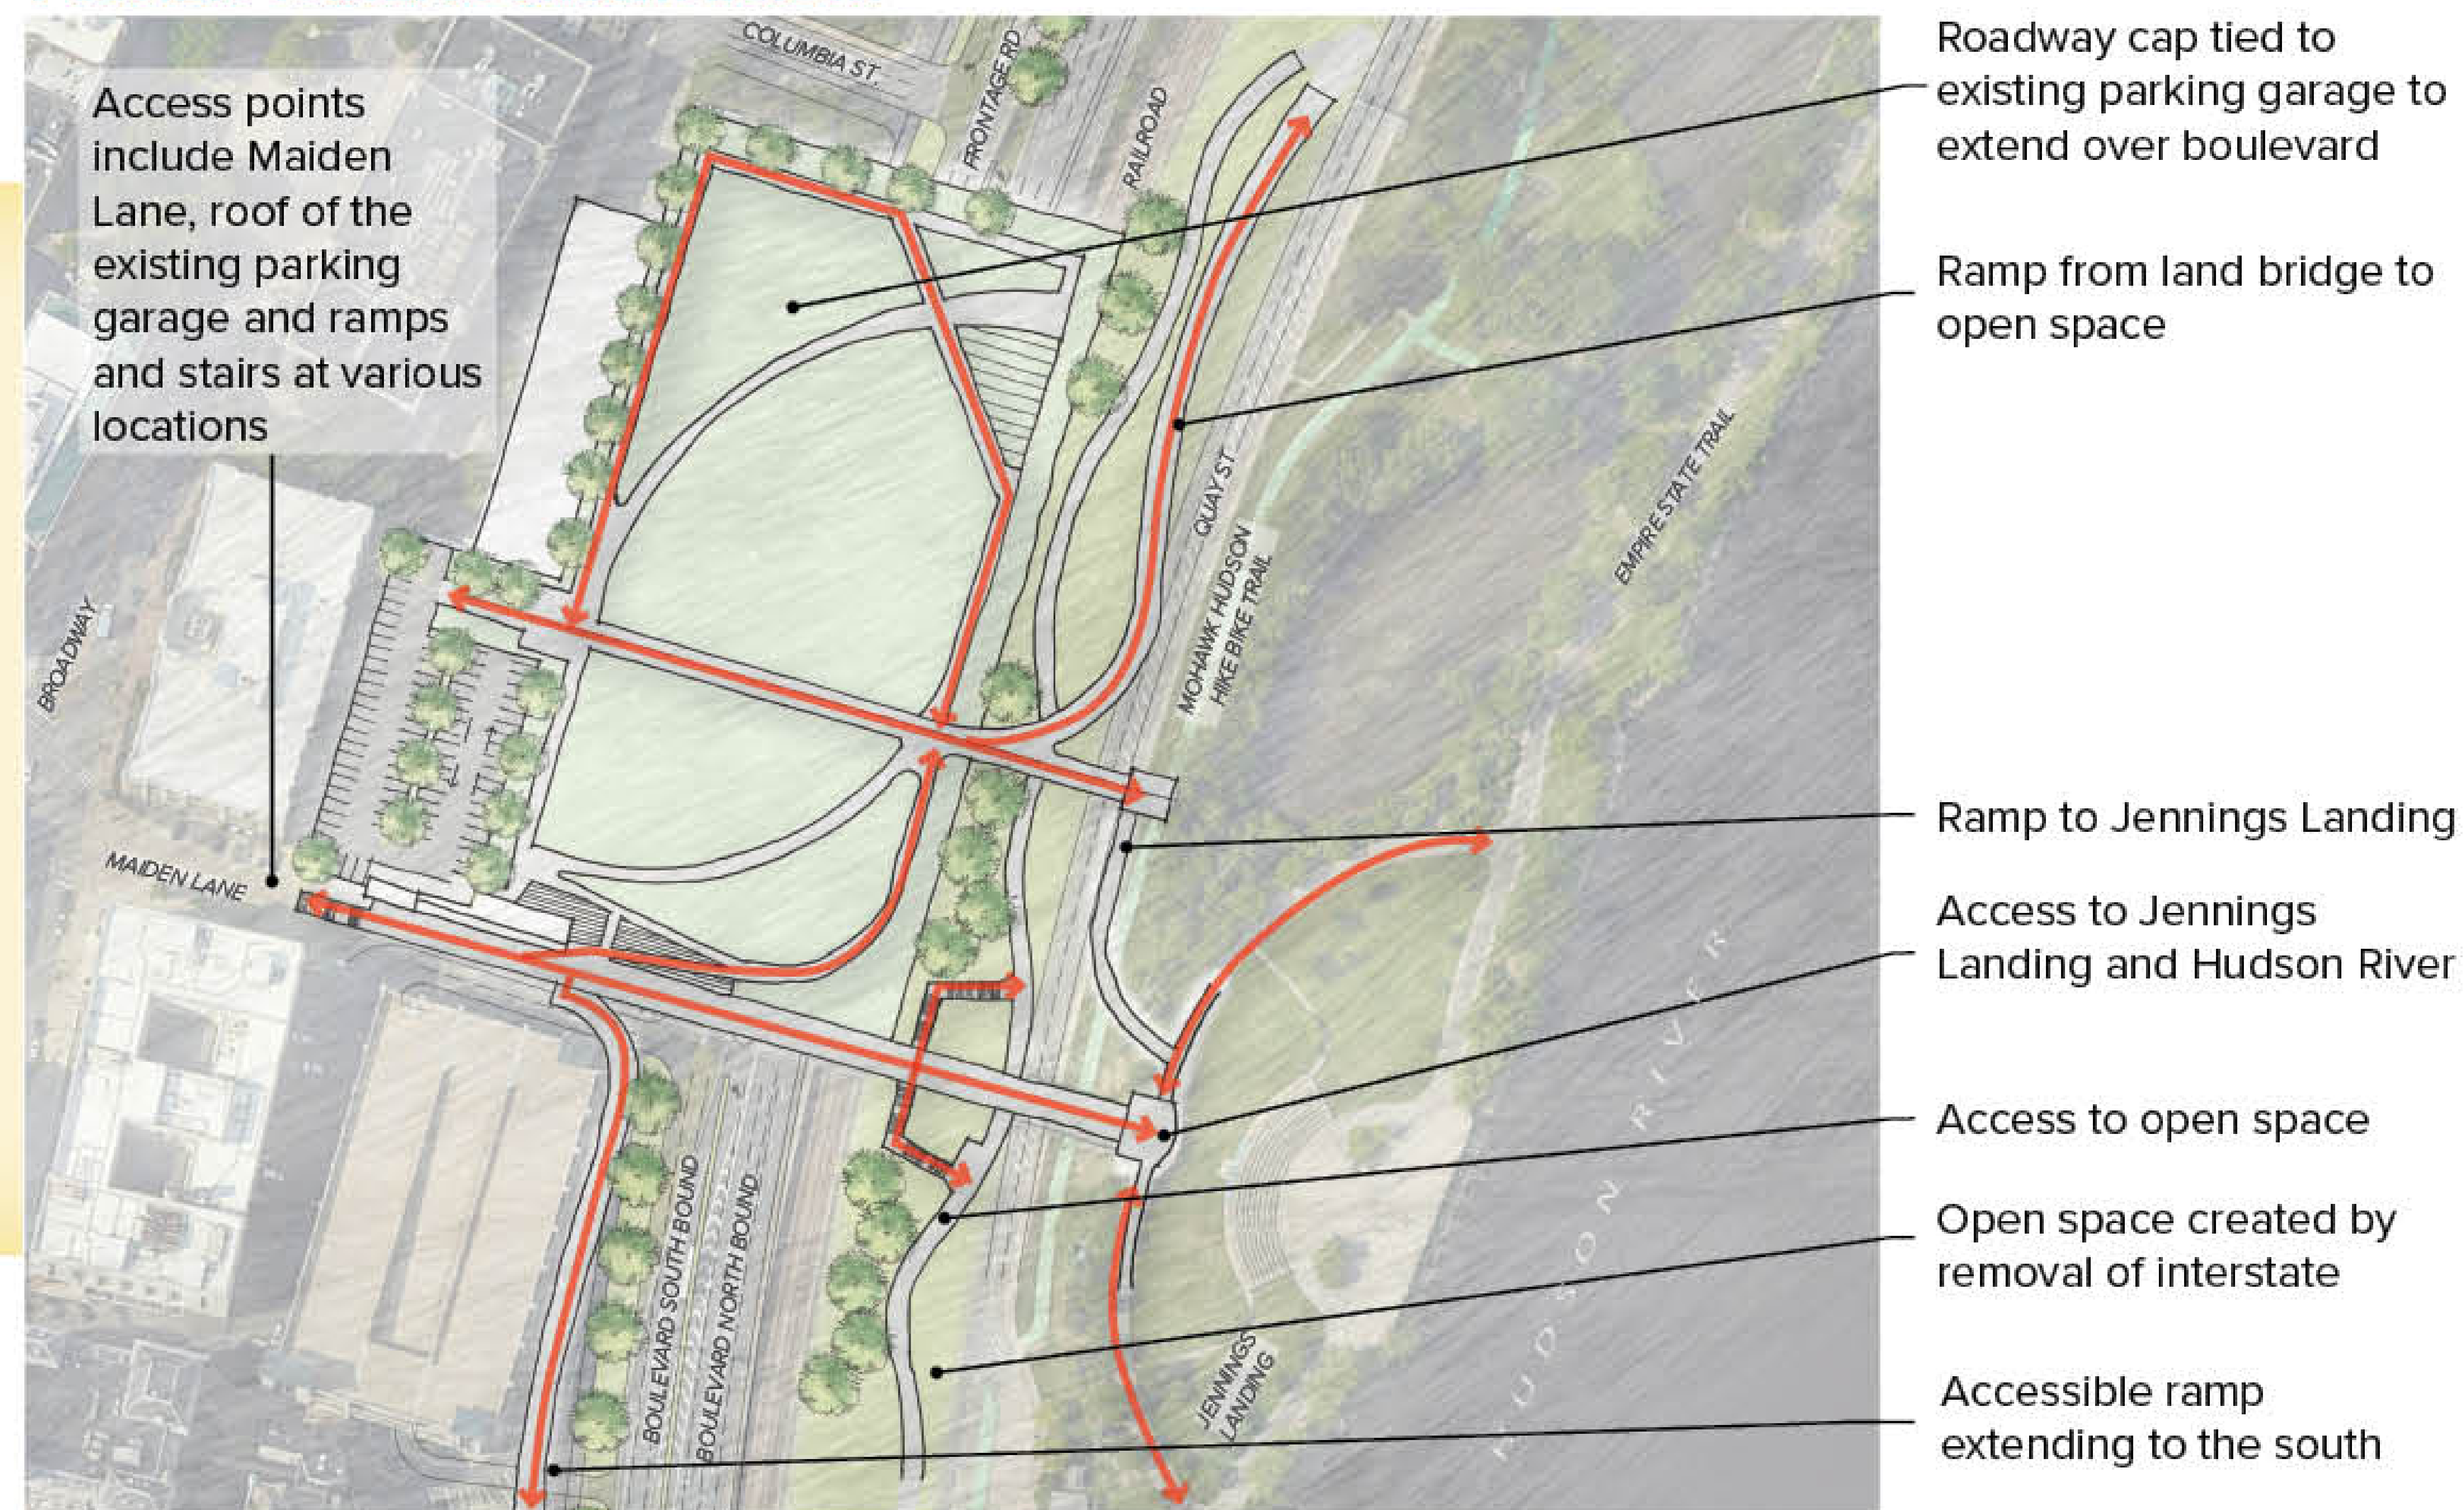 Access points
include Maiden
Lane, roof of the
existing parking
garage and ramps
and stairs at various
locations
COLUMBIA ST.
FRONTAGE RD
RAILROAD
QUAY ST
MOHAWK HUDSON
HIKE BIKE TRAIL
EMPIRE STATE TRAIL
BROADWAY
MAIDEN LANE
BOULEVARD SOUTH BOUND
BOULEVARD NORTH BOUND
JENNINGS
LANDING
HUDSON RIVER
Roadway cap tied to
existing parking garage to
extend over boulevard
Ramp from land bridge to
open space
Ramp to Jennings Landing
Access to Jennings
Landing and Hudson River
Access to open space
Open space created by
removal of interstate
Accessible ramp
extending to the south